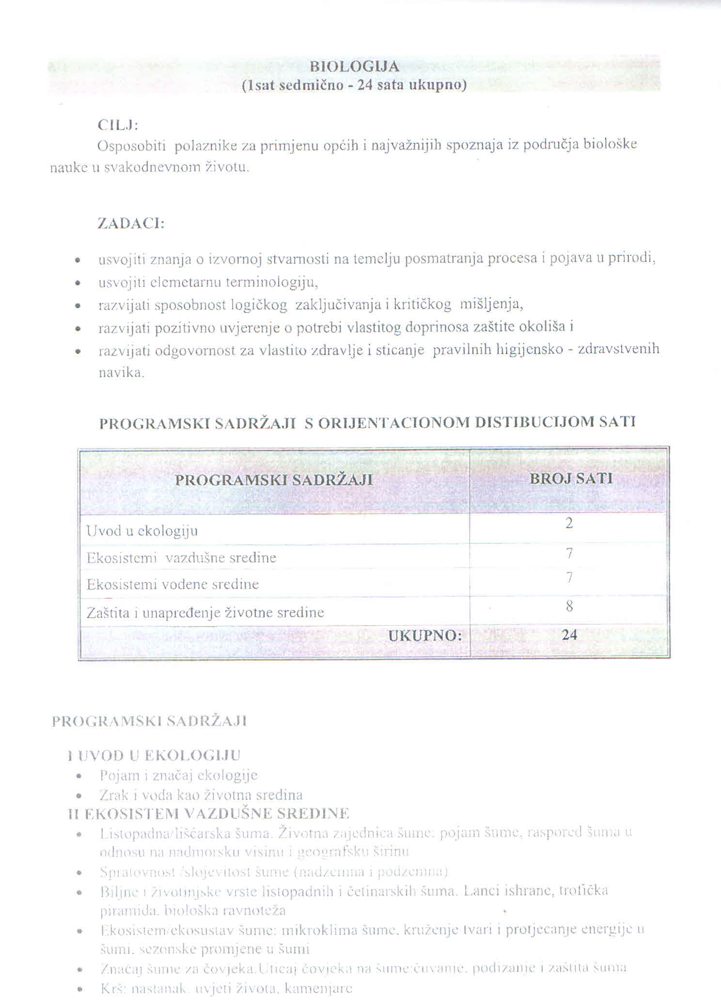 BIOLOGIJA
(1sat sedmično - 24 sata ukupno)
CILJ:
Osposobiti polaznike za primjenu općih i najvažnijih spoznaja iz područja biološke
nauke u svakodnevnom životu.
ZADACI:
• usvojiti znanja o izvornoj stvarnosti na temelju posmatranja procesa i pojava u prirodi,
• usvojiti elemetarnu terminologiju,
• razvijati sposobnost logičkog zaključivanja i kritičkog mišljenja,
• razvijati pozitivno uvjerenje o potrebi vlastitog doprinosa zaštite okoliša i
• razvijati odgovornost za vlastito zdravlje i sticanje pravilnih higijensko - zdravstvenih
navika.
PROGRAMSKI SADRŽAJI S ORIJENTACIONOM DISTIBUCIJOM SATI
PROGRAMSKI SADRŽAJI BROJ SATI
Uvod u ekologiju 2
Ekosistemi vazdušne sredine 7
Ekosistemi vodene sredine 7
Zaštita i unapređenje životne sredine 8
UKUPNO: 24
PROGRAMSKI SADRŽAJI
I UVOD U EKOLOGIJU
• Pojam i značaj ekologije
• Zrak i voda kao životna sredina
II EKOSISTEM VAZDUŠNE SREDINE
• Listopadna/lišćarska šuma. Životna zajednica šume: pojam šume, raspored šuma u
odnosu na nadmorsku visinu i geografsku širinu
• Spratovnost /slojevitost šume (nadzemna i podzemna)
• Biljne i životinjske vrste listopadnih i četinarskih šuma. Lanci ishrane, trofička
piramida, biološka ravnoteža
• Ekosistem/ekosustav šume: mikroklima šume, kruženje tvari i protjecanje energije u
šumi, sezonske promjene u šumi
• Značaj šume za čovjeka.Uticaj čovjeka na šume:čuvanje, podizanje i zaštita šuma
• Krš: nastanak, uvjeti života, kamenjare